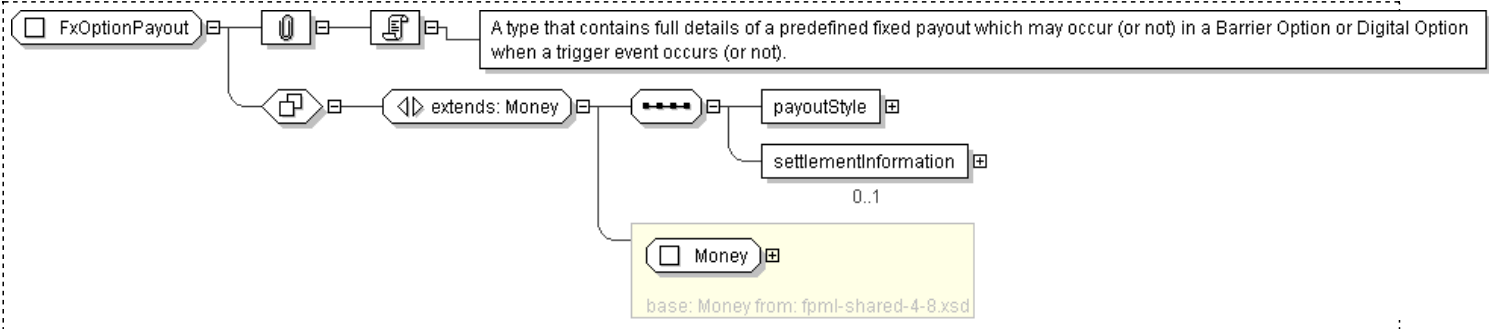 FxOptionPayout
A type that contains full details of a predefined fixed payout which may occur (or not) in a Barrier Option or Digital Option
when a trigger event occurs (or not).
extends: Money
payoutStyle
settlementInformation
0..1
Money
base: Money from: fpml-shared-4-8.xsd